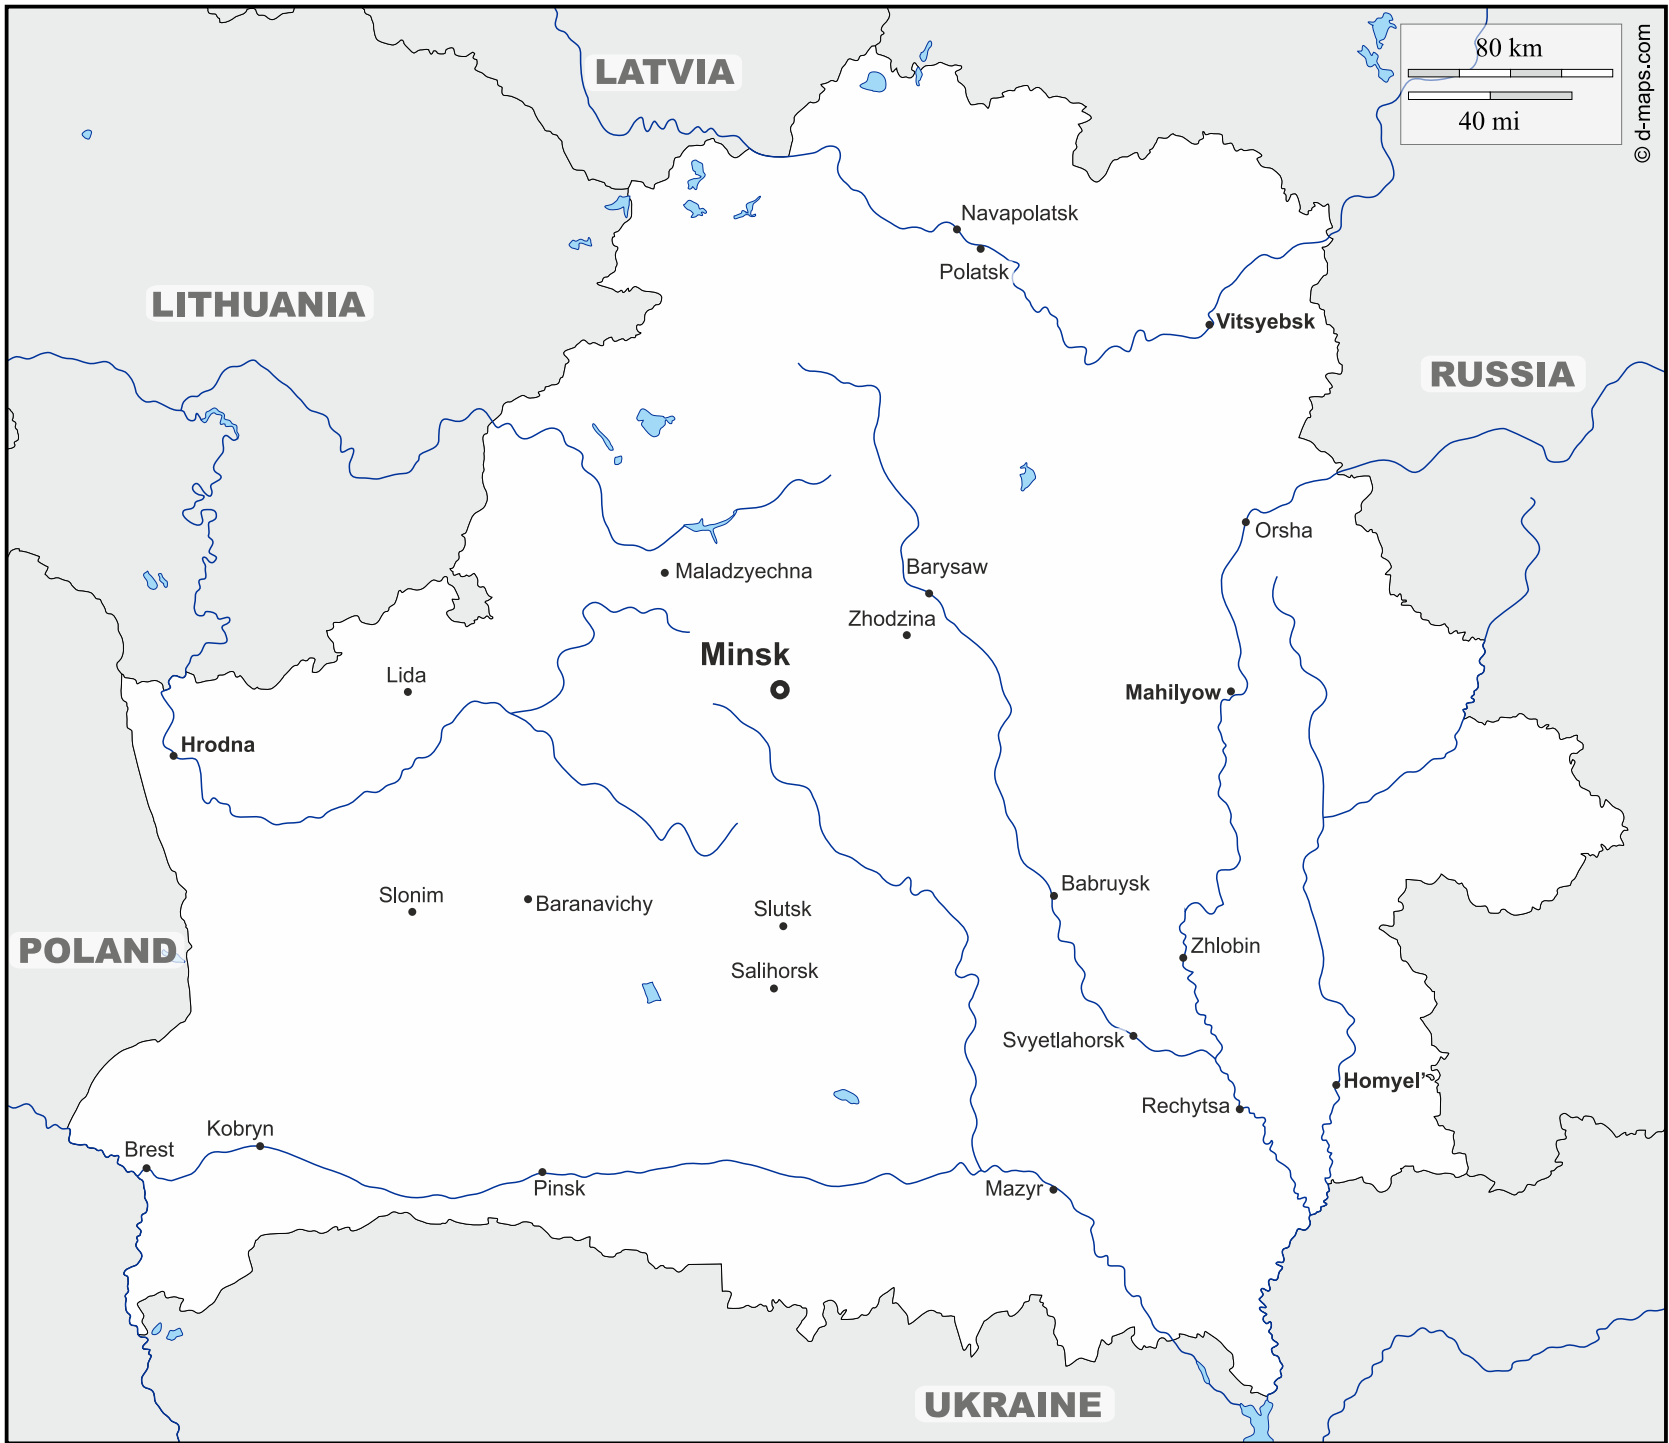 80 km
40 mi
© d-maps.com
LATVIA
Navapolatsk
Polatsk
LITHUANIA
Vitsyebsk
RUSSIA
Orsha
Barysaw
Maladzyechna
Zhodzina
Minsk
Lida
Mahilyow
Hrodna
Babruysk
Slonim
Baranavichy
Slutsk
Zhlobin
POLAND
Salihorsk
Svyetlahorsk
Homyel’
Rechytsa
Kobryn
Brest
Pinsk
Mazyr
UKRAINE